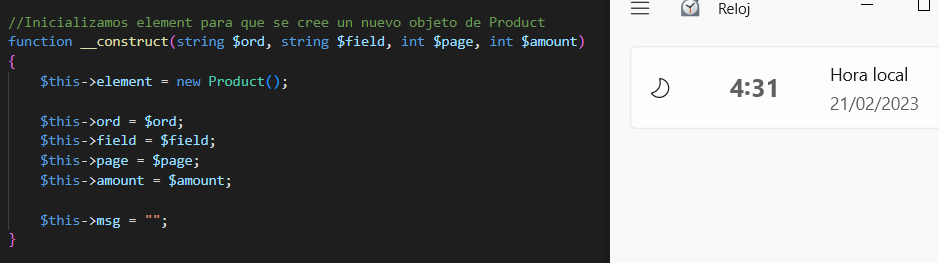 //Inicializamos element para que se cree un nuevo objeto de Product
function __construct(string $ord, string $field, int $page, int $amount)
{
$this->element = new Product();
$this->ord = $ord;
$this->field = $field;
$this->page = $page;
$this->amount = $amount;
$this->msg = "";
}
Reloj
4:31
Hora local
21/02/2023